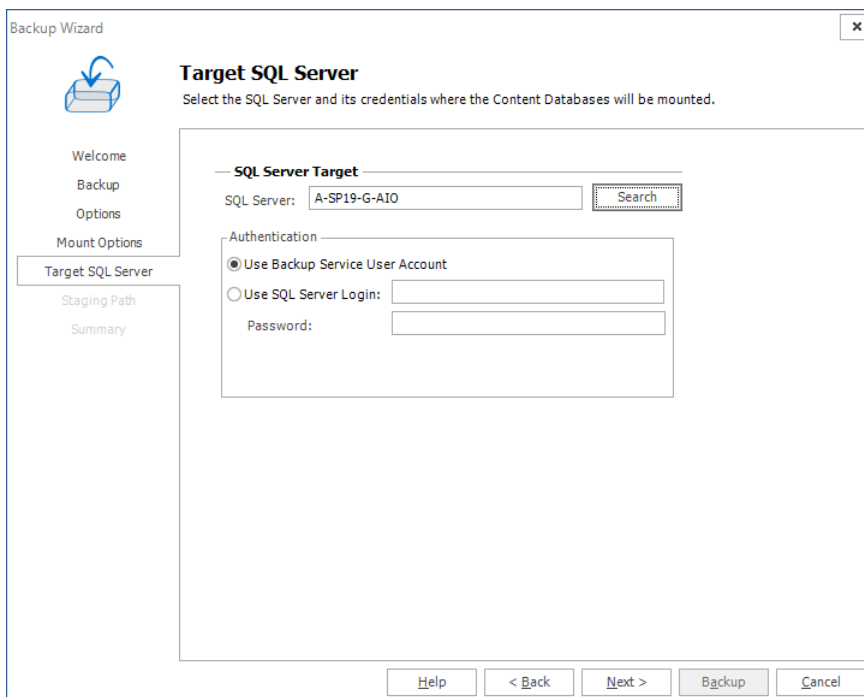 Backup Wizard
Target SQL Server
Select the SQL Server and its credentials where the Content Databases will be mounted.
Welcome
Backup
Options
Mount Options
Target SQL Server
Staging Path
Summary
SQL Server Target
SQL Server: A-SP19-G-AIO Search
Authentication
Use Backup Service User Account
Use SQL Server Login:
Password:
Help < Back Next > Backup Cancel